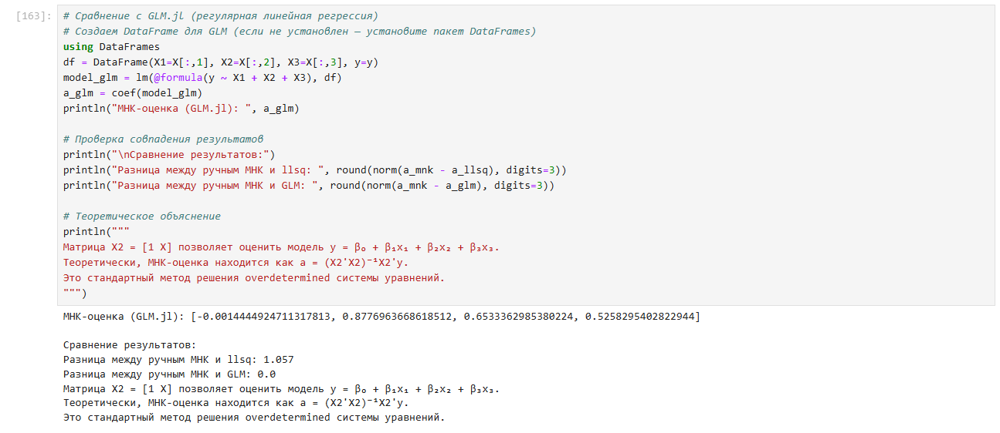 [163]:
# Сравнение с GLM.jl (регулярная линейная регрессия)
# Создаем DataFrame для GLM (если не установлен — установите пакет DataFrames)
using DataFrames
df = DataFrame(X1=X[:,1], X2=X[:,2], X3=X[:,3], y=y)
model_glm = lm(@formula(y ~ X1 + X2 + X3), df)
a_glm = coef(model_glm)
println("МНК-оценка (GLM.jl): ", a_glm)
# Проверка совпадения результатов
println("\nСравнение результатов:")
println("Разница между ручным МНК и llsq: ", round(norm(a_mnk - a_llsq), digits=3))
println("Разница между ручным МНК и GLM: ", round(norm(a_mnk - a_glm), digits=3))
# Теоретическое объяснение
println("""
Матрица X2 = [1 X] позволяет оценить модель y = β₀ + β₁x₁ + β₂x₂ + β₃x₃.
Теоретически, МНК-оценка находится как a = (X2'X2)⁻¹X2'y.
Это стандартный метод решения overdetermined системы уравнений.
""")
МНК-оценка (GLM.jl): [-0.0014444924711317813, 0.8776963668618512, 0.6533362985380224, 0.5258295402822944]
Сравнение результатов:
Разница между ручным МНК и llsq: 1.057
Разница между ручным МНК и GLM: 0.0
Матрица X2 = [1 X] позволяет оценить модель y = β₀ + β₁x₁ + β₂x₂ + β₃x₃.
Теоретически, МНК-оценка находится как a = (X2'X2)⁻¹X2'y.
Это стандартный метод решения overdetermined системы уравнений.